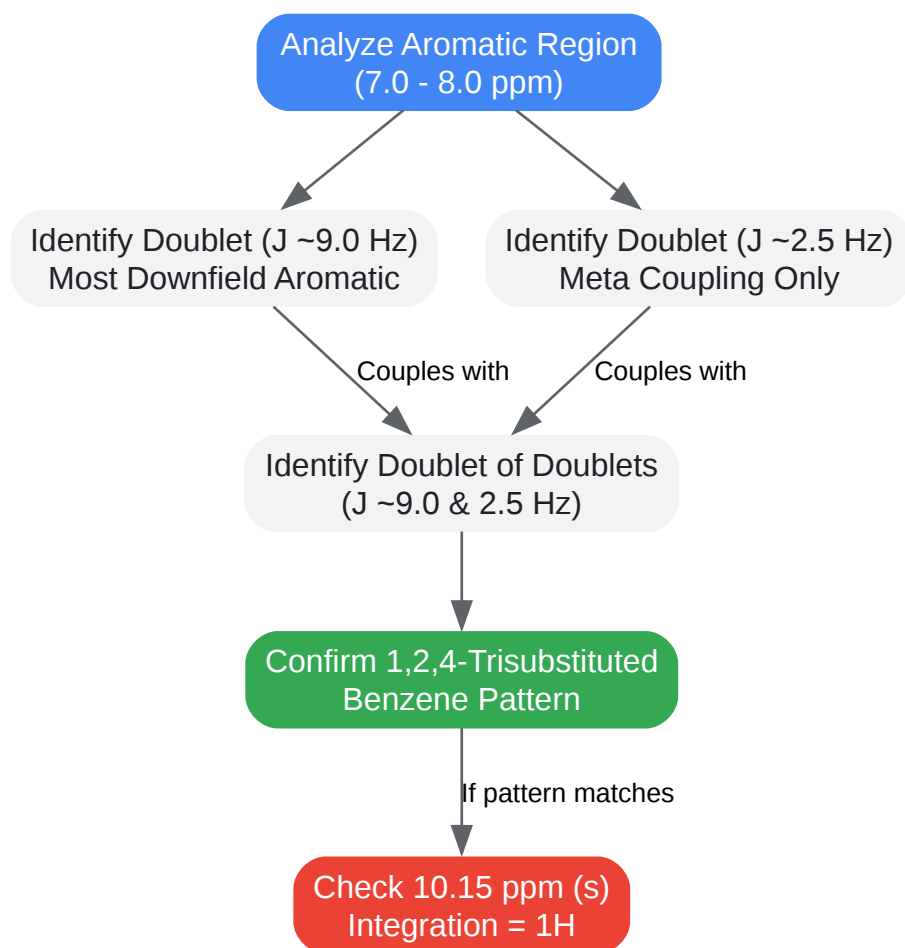 Analyze Aromatic Region
(7.0 - 8.0 ppm)
Identify Doublet (J ~9.0 Hz)
Most Downfield Aromatic
Identify Doublet (J ~2.5 Hz)
Meta Coupling Only
Couples with
Couples with
Identify Doublet of Doublets
(J ~9.0 & 2.5 Hz)
Confirm 1,2,4-Trisubstituted
Benzene Pattern
If pattern matches
Check 10.15 ppm (s)
Integration = 1H